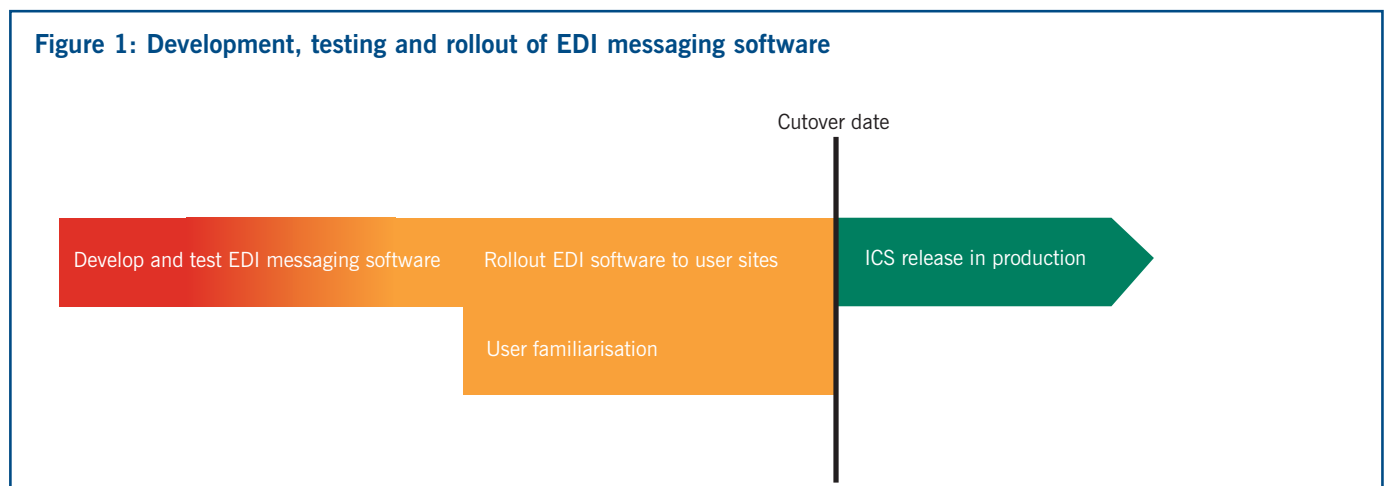 Figure 1: Development, testing and rollout of EDI messaging software
Cutover date
Develop and test EDI messaging software
Rollout EDI software to user sites
ICS release in production
User familiarisation